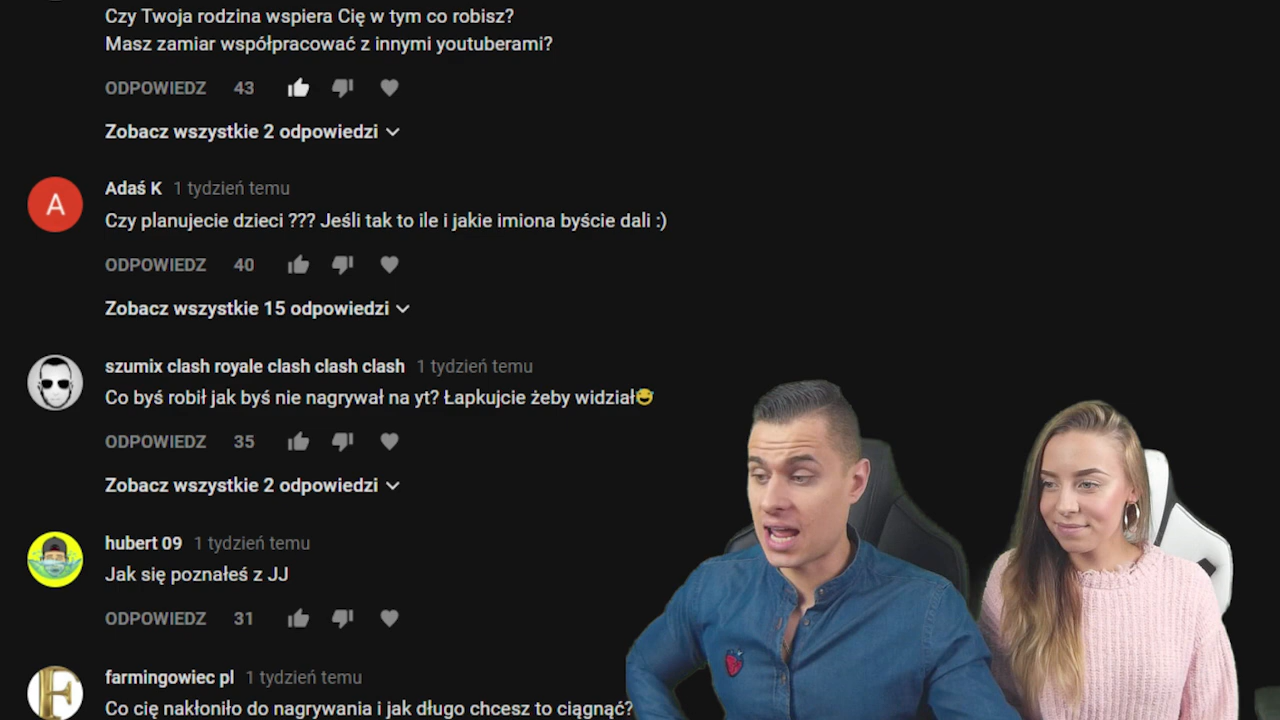 Czy Twoja rodzina wspiera Cię w tym co robisz?
Masz zamiar współpracować z innymi youtuberami?
ODPOWIEDZ 43
Zobacz wszystkie 2 odpowiedzi
A
Adaś K 1 tydzień temu
Czy planujecie dzieci ??? Jeśli tak to ile i jakie imiona byście dali :)
ODPOWIEDZ 40
Zobacz wszystkie 15 odpowiedzi
szumix clash royale clash clash clash 1 tydzień temu
Co byś robił jak byś nie nagrywał na yt? Łapkujcie żeby widział😅
ODPOWIEDZ 35
Zobacz wszystkie 2 odpowiedzi
hubert 09 1 tydzień temu
Jak się poznałeś z JJ
ODPOWIEDZ 31
F
farmingowiec pl 1 tydzień temu
Co cię nakłoniło do nagrywania i jak długo chcesz to ciągnąć?